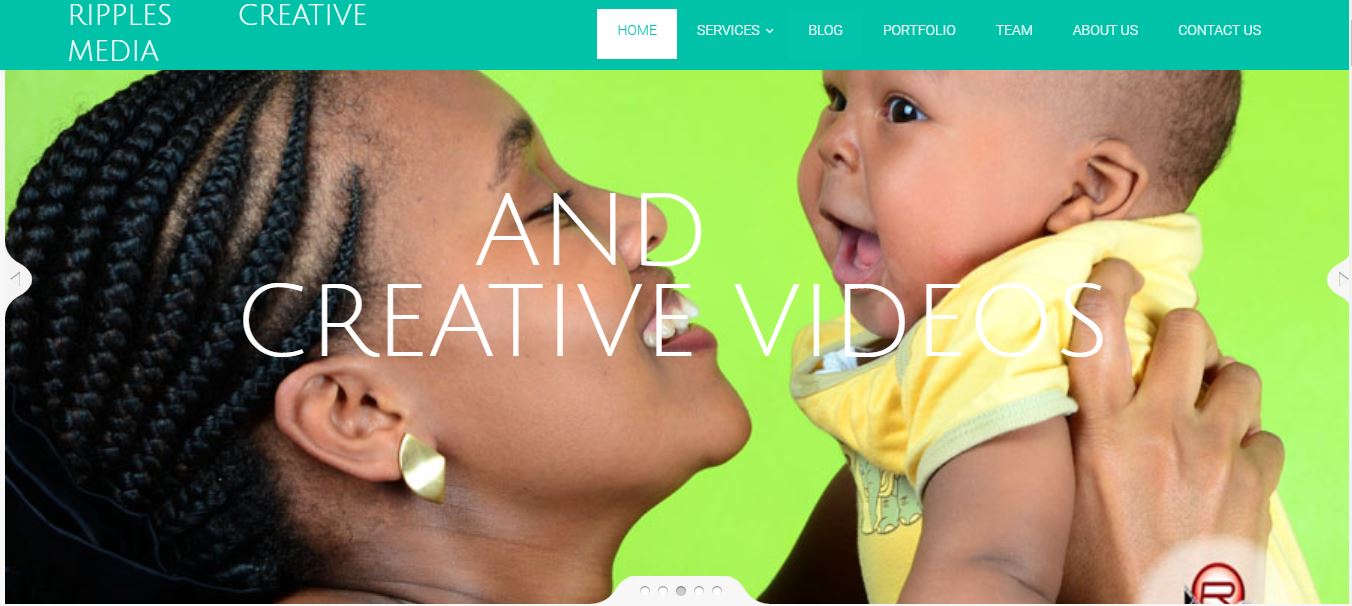 RIPPLES CREATIVE
MEDIA
HOME SERVICES BLOG PORTFOLIO TEAM ABOUT US CONTACT US
AND
CREATIVE VIDEOS
R